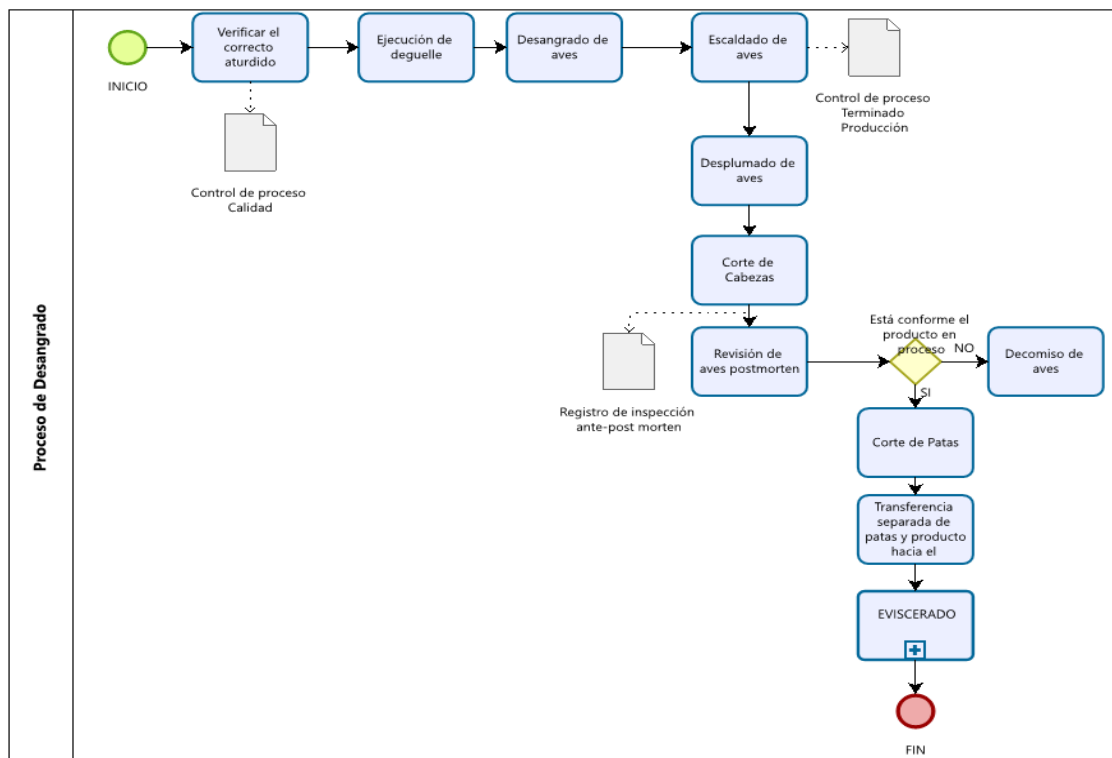 Proceso de Desangrado
INICIO
Verificar el
correcto
aturdido
Ejecución de
deguelle
Desangrado de
aves
Escaldado de
aves
Control de proceso
Terminado
Producción
Control de proceso
Calidad
Desplumado de
aves
Corte de
Cabezas
Revisión de
aves postmorten
Registro de inspección
ante-post morten
Está conforme el
producto en
proceso
NO
Decomiso de
aves
SI
Corte de Patas
Transferencia
separada de
patas y producto
hacia el
EVISCERADO
FIN